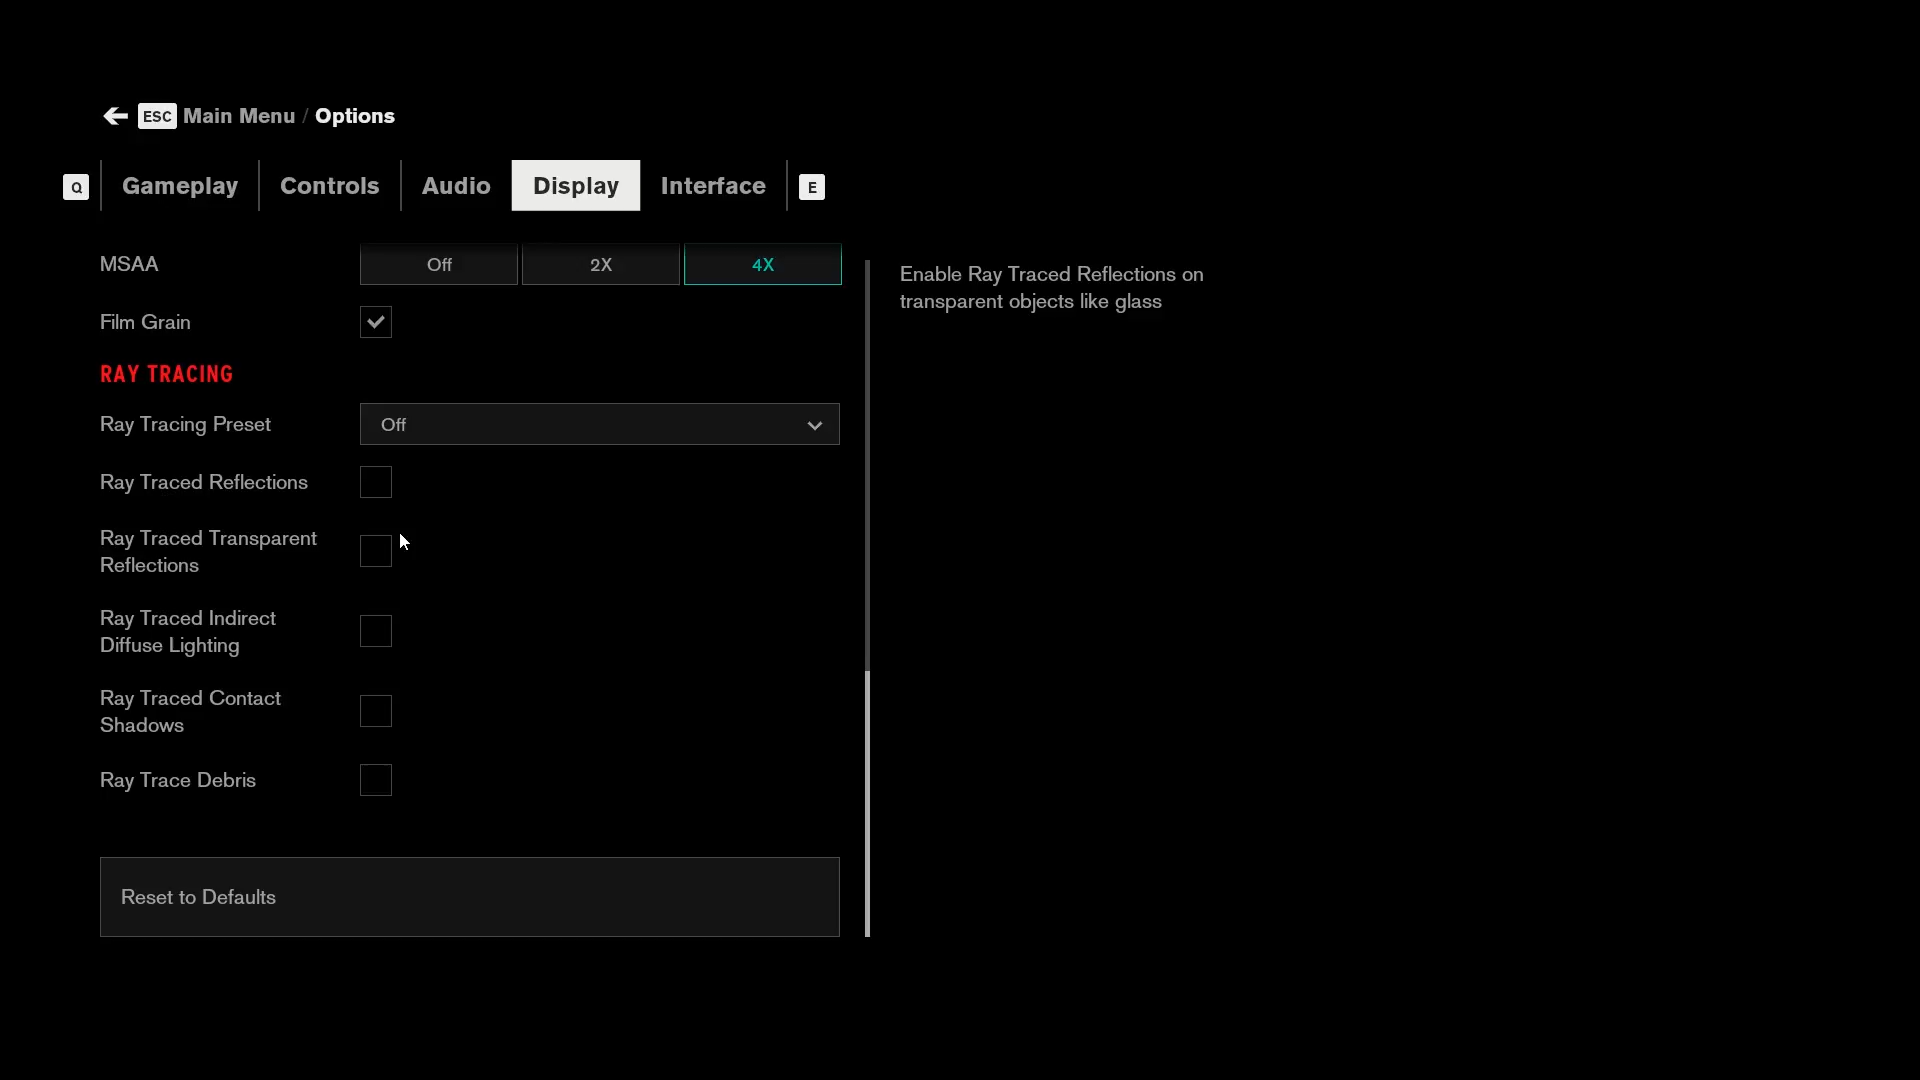 ESC Main Menu / Options
Q Gameplay Controls Audio Display Interface E
MSAA Off 2X 4X
Film Grain
RAY TRACING
Ray Tracing Preset Off
Ray Traced Reflections
Ray Traced Transparent
Reflections
Ray Traced Indirect
Diffuse Lighting
Ray Traced Contact
Shadows
Ray Trace Debris
Reset to Defaults
Enable Ray Traced Reflections on
transparent objects like glass